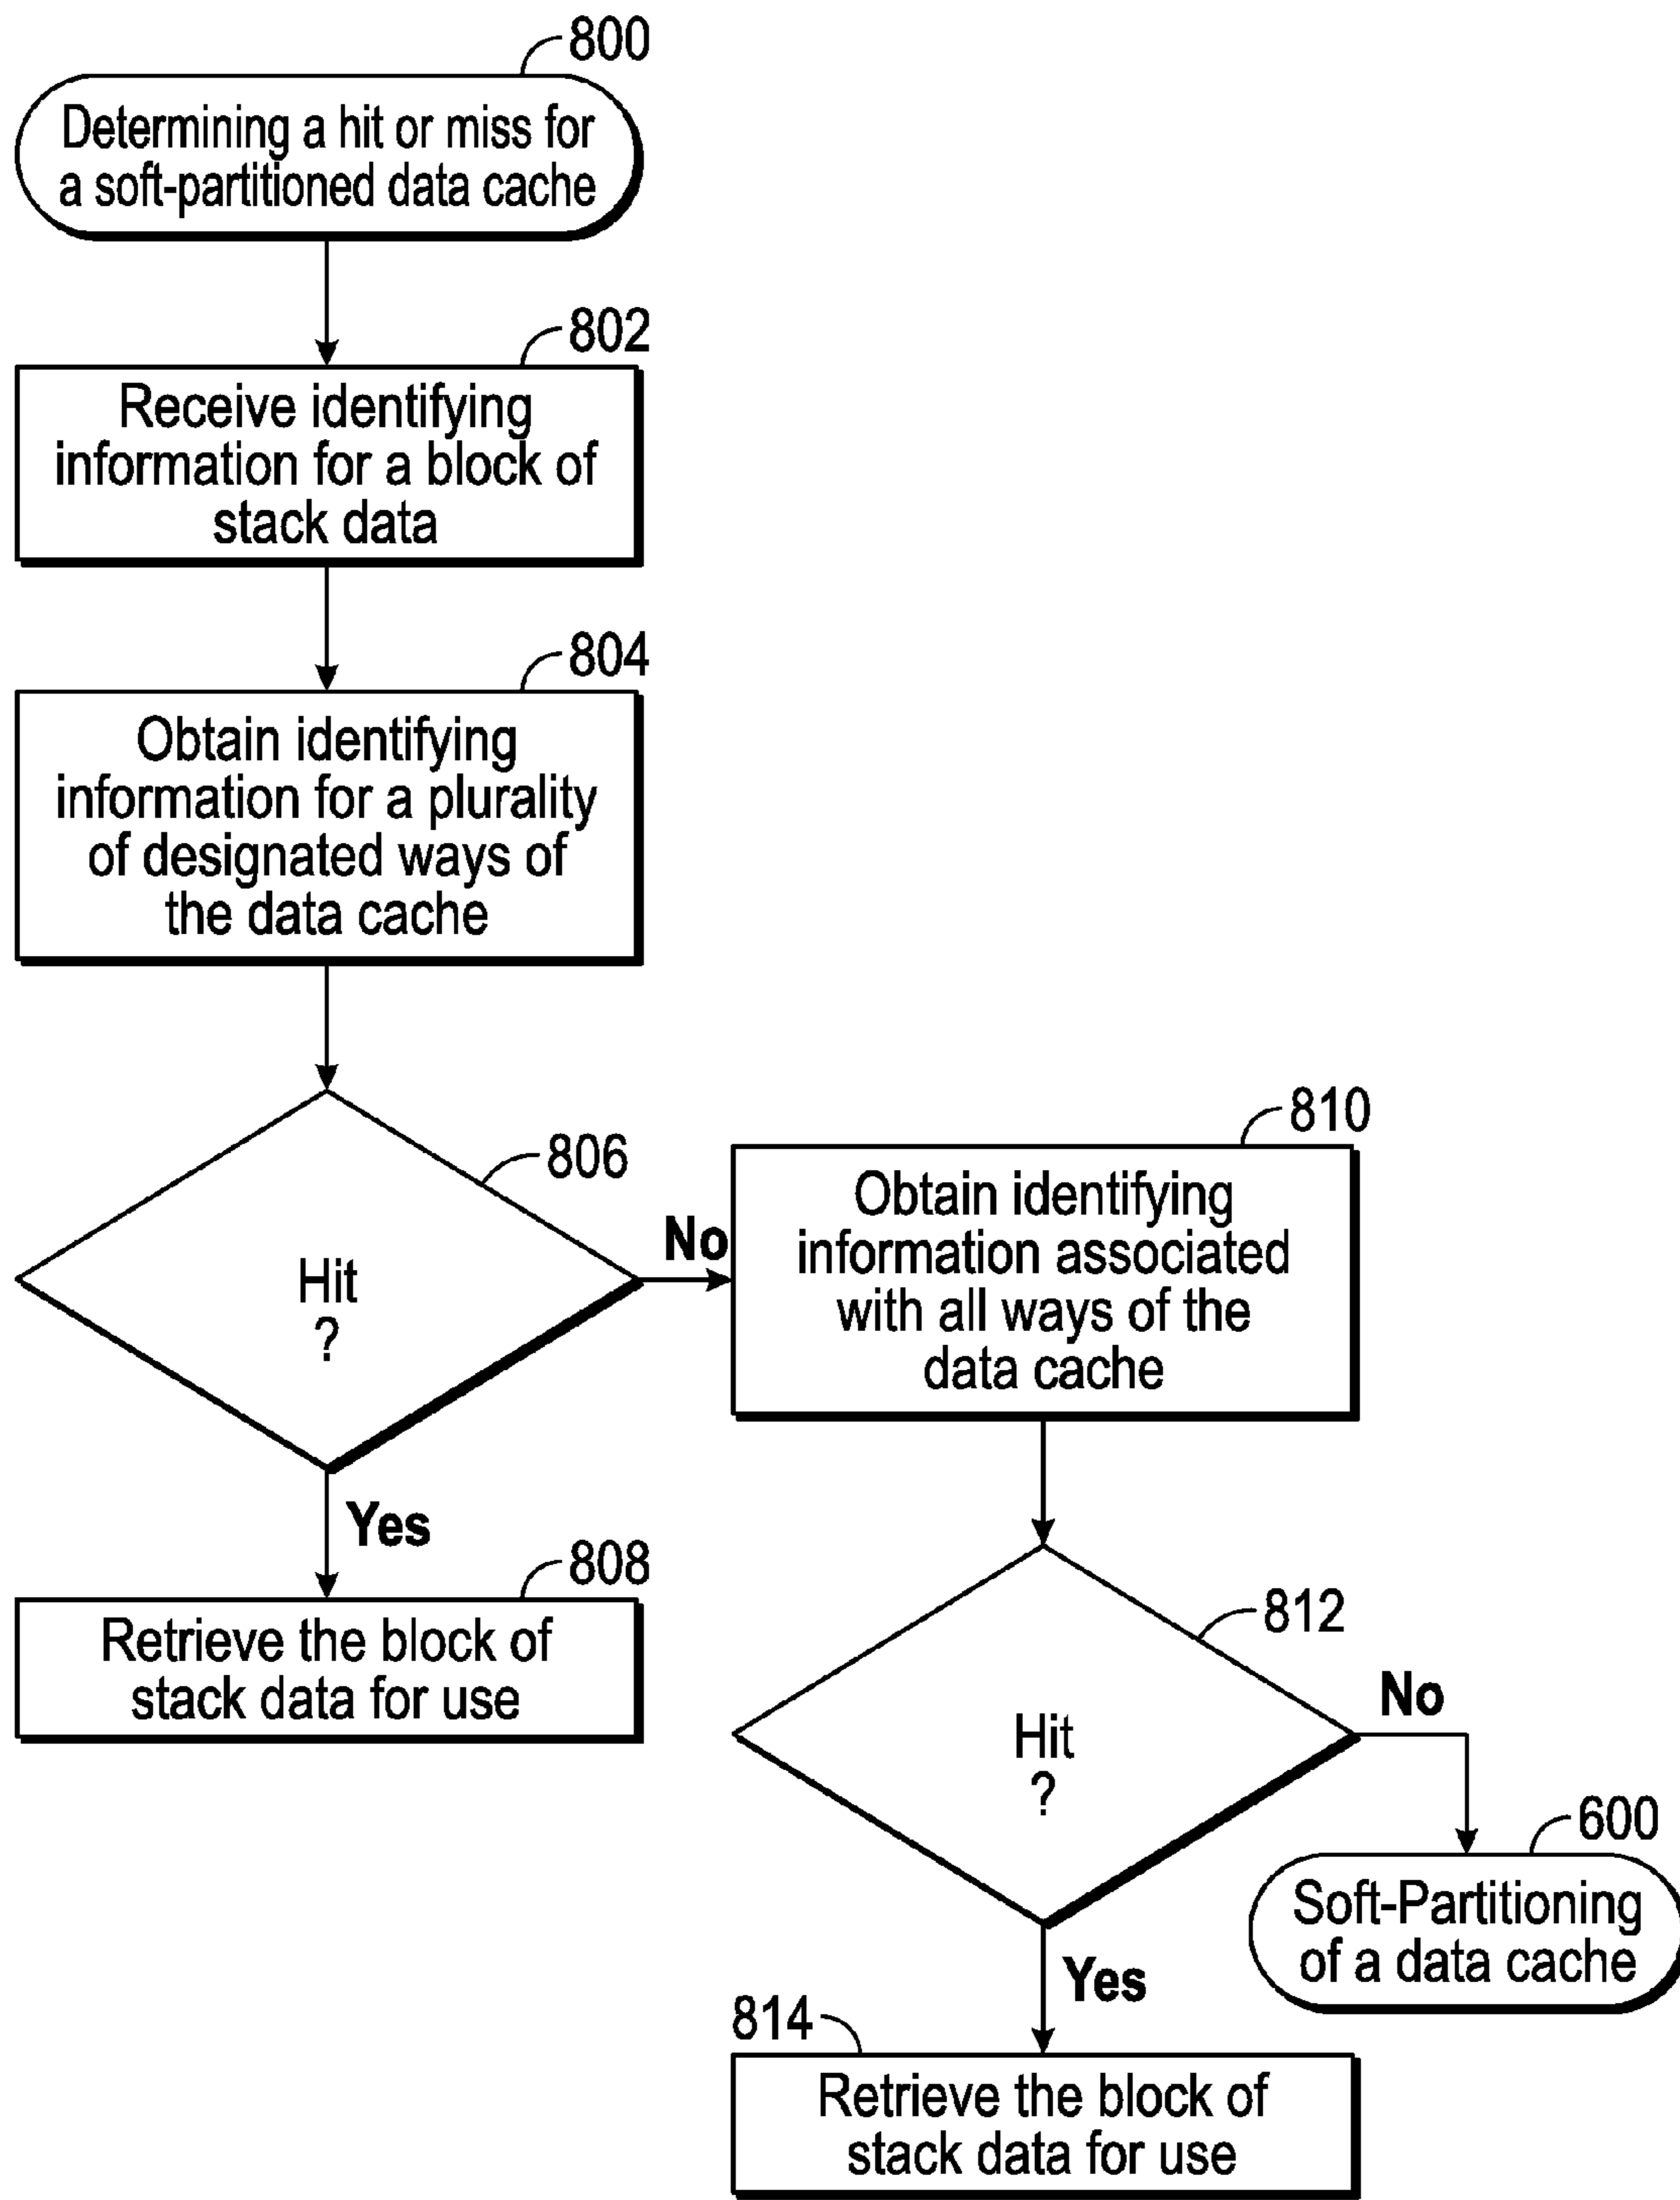 800
Determining a hit or miss for
a soft-partitioned data cache
802
Receive identifying
information for a block of
stack data
804
Obtain identifying
information for a plurality
of designated ways of
the data cache
806
Hit
?
No
Yes
808
Retrieve the block of
stack data for use
810
Obtain identifying
information associated
with all ways of the
data cache
812
Hit
?
No
600
Soft-Partitioning
of a data cache
Yes
814
Retrieve the block of
stack data for use